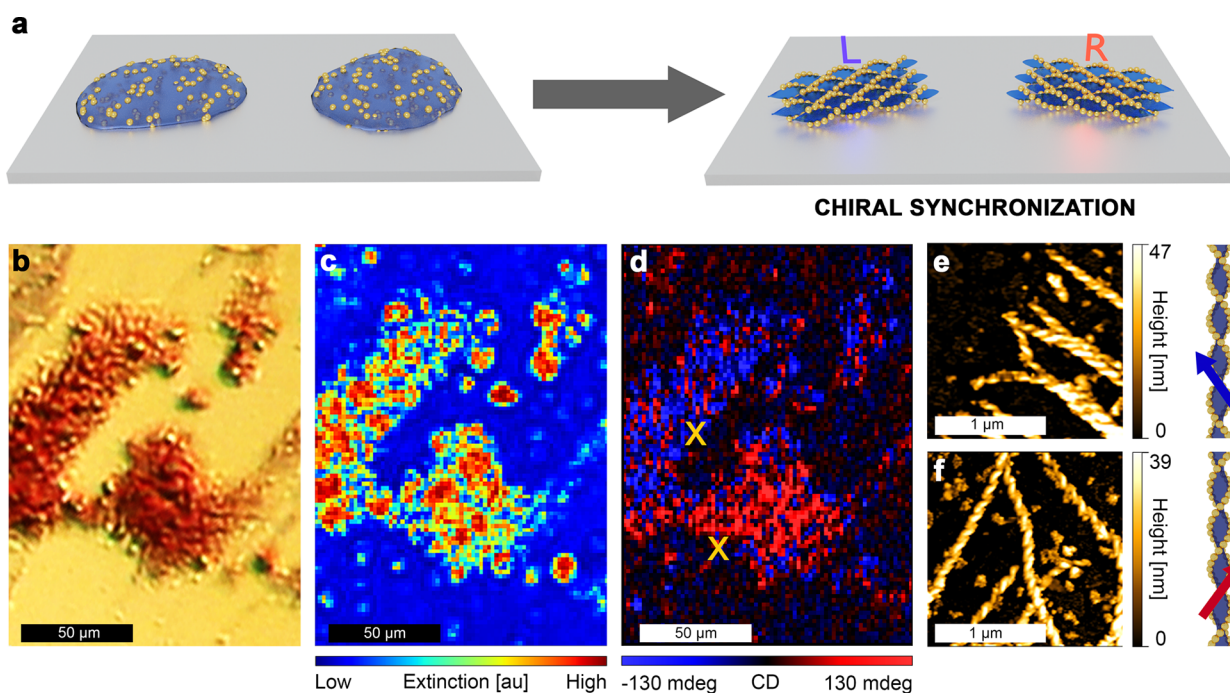 a
L
R
CHIRAL SYNCHRONIZATION
b
c
d
e
f
X
X
50 μm
50 μm
50 μm
1 μm
1 μm
47
Height [nm]
0
39
Height [nm]
0
Low Extinction [au] High
-130 mdeg CD 130 mdeg